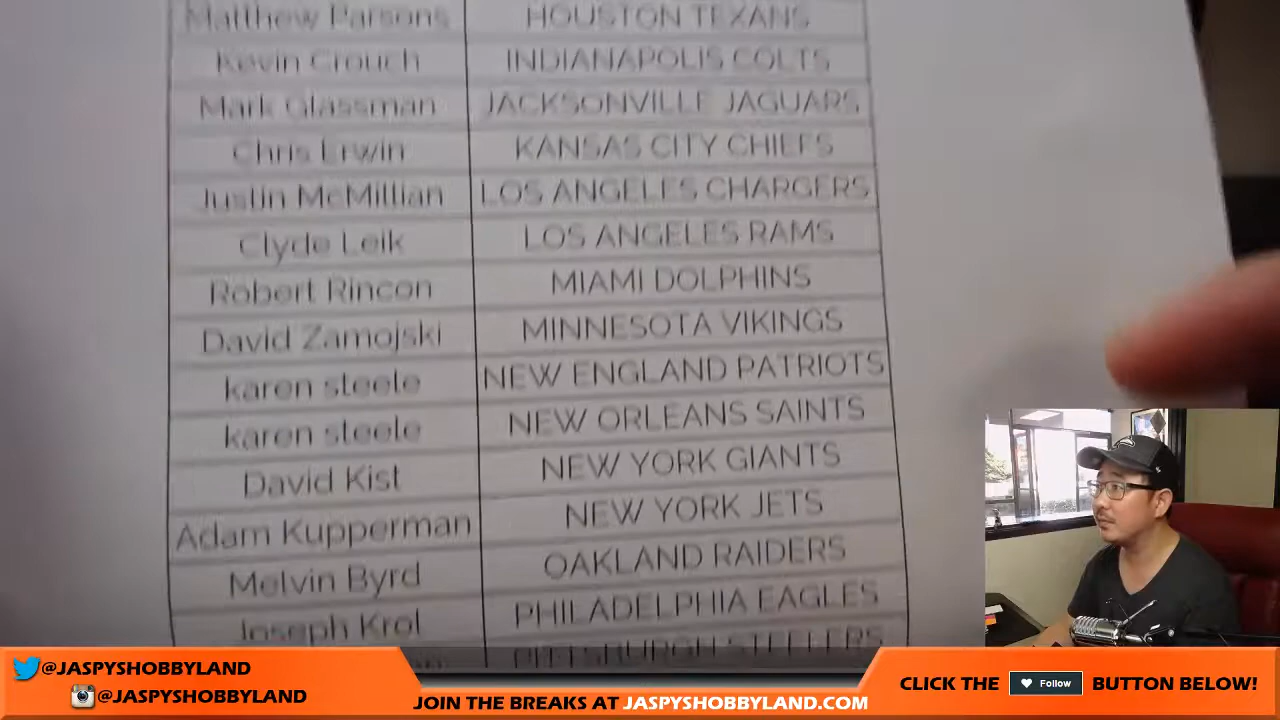 Matthew Parsons HOUSTON TEXANS
Kevin Crouch INDIANAPOLIS COLTS
Mark Glassman JACKSONVILLE JAGUARS
Chris Erwin KANSAS CITY CHIEFS
Justin McMillian LOS ANGELES CHARGERS
Clyde Leik LOS ANGELES RAMS
Robert Rincon MIAMI DOLPHINS
David Zamojski MINNESOTA VIKINGS
karen steele NEW ENGLAND PATRIOTS
karen steele NEW ORLEANS SAINTS
David Kist NEW YORK GIANTS
Adam Kupperman NEW YORK JETS
Melvin Byrd OAKLAND RAIDERS
Joseph Krol PHILADELPHIA EAGLES
PITTSBURGH STEELERS
@JASPYSHOBBYLAND
@JASPYSHOBBYLAND
JOIN THE BREAKS AT JASPYSHOBBYLAND.COM
CLICK THE Follow BUTTON BELOW!